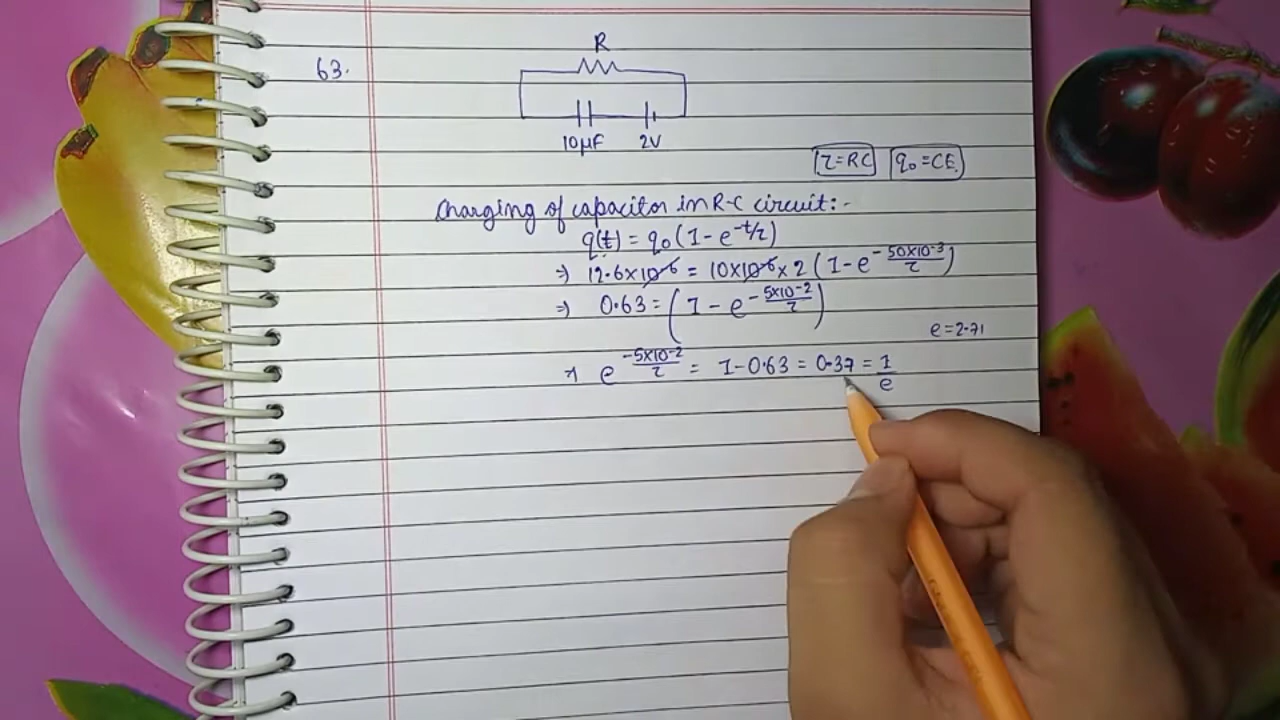 63.
R
10μF 2V
τ=RC q₀=CE
Charging of capacitor in R-C circuit:-
q(t) = q₀(1-e^-t/τ)
⇒ 12.6×10^-6 = 10×10^-6×2 (1-e^-50×10^-3/τ)
⇒ 0.63 = (1 - e^-5×10^-2/τ)
e=2.71
⇒ e^-5×10^-2/τ = 1-0.63 = 0.37 = 1/e